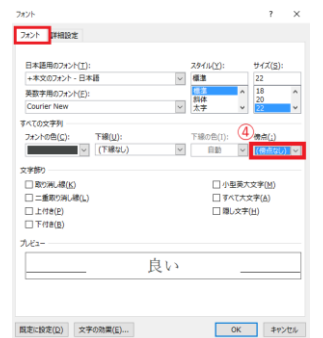 フォント ? ×
フォント 詳細設定
日本語用のフォント(T): スタイル(Y): サイズ(S):
+本文のフォント - 日本語 標準 22
英数字用のフォント(F): 標準 18
Courier New 斜体 20
太字 22
すべての文字列
フォントの色(C): 下線(U): 下線の色(I): ④ 傍点(:)
(下線なし) 自動 (傍点なし)
文字飾り
取り消し線(K) 小型英大文字(M)
二重取り消し線(L) すべて大文字(A)
上付き(P) 隠し文字(H)
下付き(B)
プレビュー
良い
既定に設定(D) 文字の効果(E)... OK キャンセル